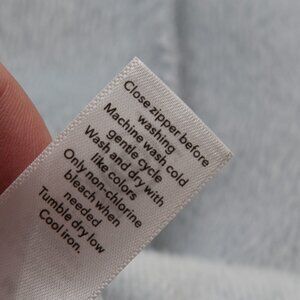 Close zipper before
washing
Machine wash cold
gentle cycle
Wash and dry with
like colors
Only non-chlorine
bleach when
needed
Tumble dry low
Cool iron.